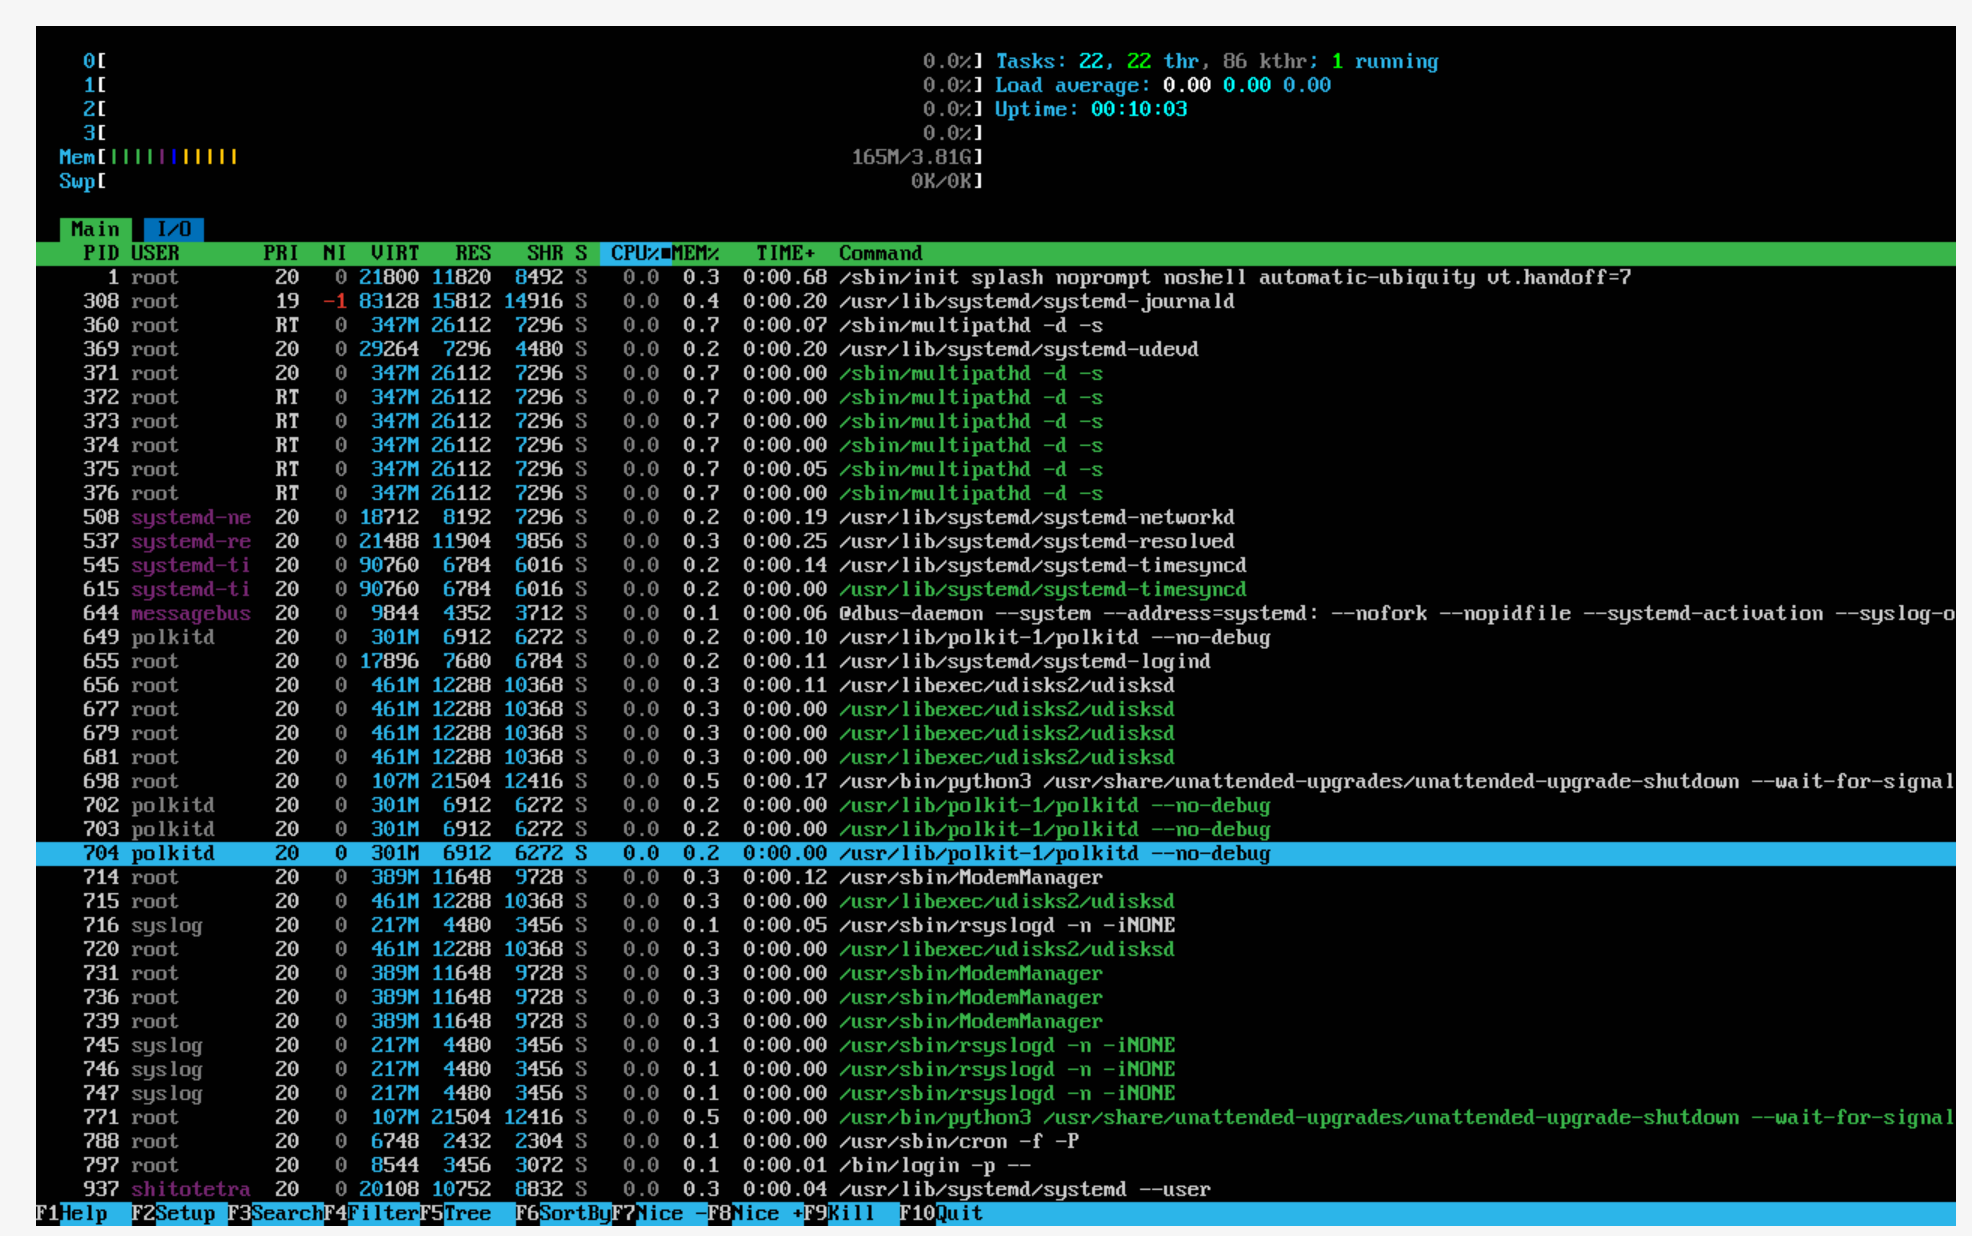 0[ 0.0%] Tasks: 22, 22 thr, 86 kthr; 1 running
1[ 0.0%] Load average: 0.00 0.00 0.00
2[ 0.0%] Uptime: 00:10:03
3[ 0.0%]
Mem[||||||||||| 165M/3.81G]
Swp[ 0K/0K]
Main I/O
PID USER PRI NI VIRT RES SHR S CPU% MEM% TIME+ Command
1 root 20 0 21800 11820 8492 S 0.0 0.3 0:00.68 /sbin/init splash noprompt noshell automatic-ubiquity vt.handoff=7
308 root 19 -1 83128 15812 14916 S 0.0 0.4 0:00.20 /usr/lib/systemd/systemd-journald
360 root RT 0 347M 26112 7296 S 0.0 0.7 0:00.07 /sbin/multipathd -d -s
369 root 20 0 29264 7296 4480 S 0.0 0.2 0:00.20 /usr/lib/systemd/systemd-udevd
371 root 20 0 347M 26112 7296 S 0.0 0.7 0:00.00 /sbin/multipathd -d -s
372 root RT 0 347M 26112 7296 S 0.0 0.7 0:00.00 /sbin/multipathd -d -s
373 root RT 0 347M 26112 7296 S 0.0 0.7 0:00.00 /sbin/multipathd -d -s
374 root RT 0 347M 26112 7296 S 0.0 0.7 0:00.00 /sbin/multipathd -d -s
375 root RT 0 347M 26112 7296 S 0.0 0.7 0:00.05 /sbin/multipathd -d -s
376 root RT 0 347M 26112 7296 S 0.0 0.7 0:00.00 /sbin/multipathd -d -s
508 systemd-ne 20 0 18712 8192 7296 S 0.0 0.2 0:00.19 /usr/lib/systemd/systemd-networkd
537 systemd-re 20 0 21488 11904 9856 S 0.0 0.3 0:00.25 /usr/lib/systemd/systemd-resolved
545 systemd-ti 20 0 90760 6784 6016 S 0.0 0.2 0:00.14 /usr/lib/systemd/systemd-timesyncd
615 systemd-ti 20 0 90760 6784 6016 S 0.0 0.2 0:00.00 /usr/lib/systemd/systemd-timesyncd
644 messagebus 20 0 9844 4352 3712 S 0.0 0.1 0:00.06 @dbus-daemon --system --address=systemd: --nofork --nopidfile --systemd-activation --syslog-o
649 polkitd 20 0 301M 6912 6272 S 0.0 0.2 0:00.10 /usr/lib/polkit-1/polkitd --no-debug
655 root 20 0 17896 7680 6784 S 0.0 0.2 0:00.11 /usr/lib/systemd/systemd-logind
656 root 20 0 461M 12288 10368 S 0.0 0.3 0:00.11 /usr/libexec/udisks2/udisksd
677 root 20 0 461M 12288 10368 S 0.0 0.3 0:00.00 /usr/libexec/udisks2/udisksd
679 root 20 0 461M 12288 10368 S 0.0 0.3 0:00.00 /usr/libexec/udisks2/udisksd
681 root 20 0 461M 12288 10368 S 0.0 0.3 0:00.00 /usr/libexec/udisks2/udisksd
698 root 20 0 107M 21504 12416 S 0.0 0.5 0:00.17 /usr/bin/python3 /usr/share/unattended-upgrades/unattended-upgrade-shutdown --wait-for-signal
702 polkitd 20 0 301M 6912 6272 S 0.0 0.2 0:00.00 /usr/lib/polkit-1/polkitd --no-debug
703 polkitd 20 0 301M 6912 6272 S 0.0 0.2 0:00.00 /usr/lib/polkit-1/polkitd --no-debug
704 polkitd 20 0 301M 6912 6272 S 0.0 0.2 0:00.00 /usr/lib/polkit-1/polkitd --no-debug
714 root 20 0 389M 11648 9728 S 0.0 0.3 0:00.12 /usr/sbin/ModemManager
715 root 20 0 461M 12288 10368 S 0.0 0.3 0:00.00 /usr/libexec/udisks2/udisksd
716 syslog 20 0 217M 4480 3456 S 0.0 0.1 0:00.05 /usr/sbin/rsyslogd -n -iNONE
720 root 20 0 461M 12288 10368 S 0.0 0.3 0:00.00 /usr/libexec/udisks2/udisksd
731 root 20 0 389M 11648 9728 S 0.0 0.3 0:00.00 /usr/sbin/ModemManager
736 root 20 0 389M 11648 9728 S 0.0 0.3 0:00.00 /usr/sbin/ModemManager
739 root 20 0 389M 11648 9728 S 0.0 0.3 0:00.00 /usr/sbin/ModemManager
745 syslog 20 0 217M 4480 3456 S 0.0 0.1 0:00.00 /usr/sbin/rsyslogd -n -iNONE
746 syslog 20 0 217M 4480 3456 S 0.0 0.1 0:00.00 /usr/sbin/rsyslogd -n -iNONE
747 syslog 20 0 217M 4480 3456 S 0.0 0.1 0:00.00 /usr/sbin/rsyslogd -n -iNONE
771 root 20 0 107M 21504 12416 S 0.0 0.5 0:00.00 /usr/bin/python3 /usr/share/unattended-upgrades/unattended-upgrade-shutdown --wait-for-signal
788 root 20 0 6748 2432 2304 S 0.0 0.1 0:00.00 /usr/sbin/cron -f -P
797 root 20 0 8544 3456 3072 S 0.0 0.1 0:00.01 /bin/login -p --
937 shitotetra 20 0 20108 10752 8832 S 0.0 0.3 0:00.04 /usr/lib/systemd/systemd --user
F1Help F2Setup F3SearchF4FilterF5Tree F6SortByF7Nice -F8Nice +F9Kill F10Quit